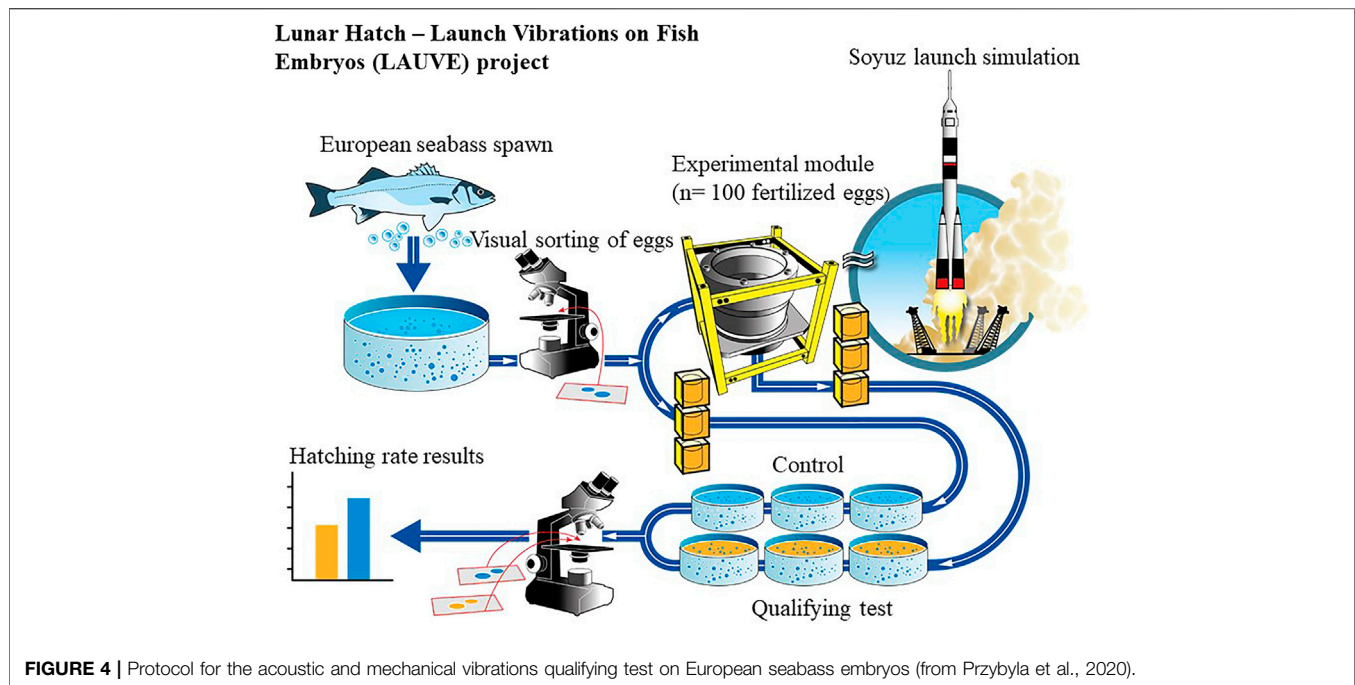 Lunar Hatch – Launch Vibrations on Fish
Embryos (LAUVE) project
Soyuz launch simulation
European seabass spawn
Experimental module
(n= 100 fertilized eggs)
Visual sorting of eggs
Hatching rate results
Control
Qualifying test
FIGURE 4 | Protocol for the acoustic and mechanical vibrations qualifying test on European seabass embryos (from Przybyla et al., 2020).